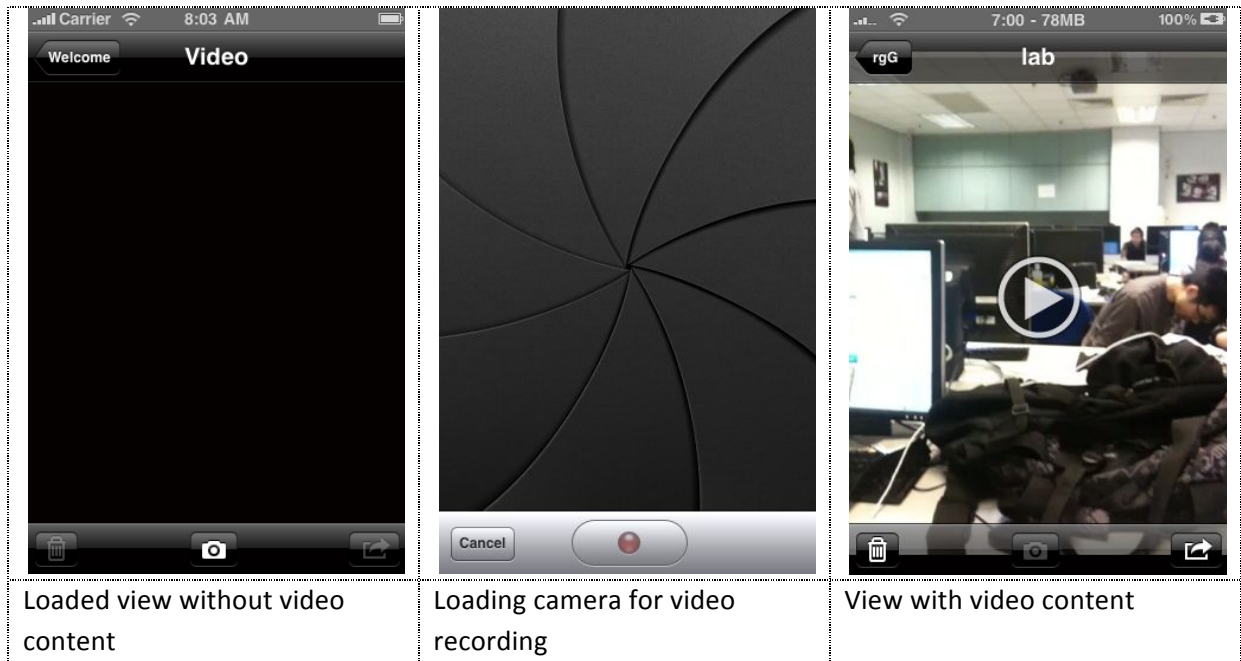 Carrier 8:03 AM
Welcome Video
Cancel
7:00 - 78MB 100%
rgG lab
Loaded view without video
content
Loading camera for video
recording
View with video content